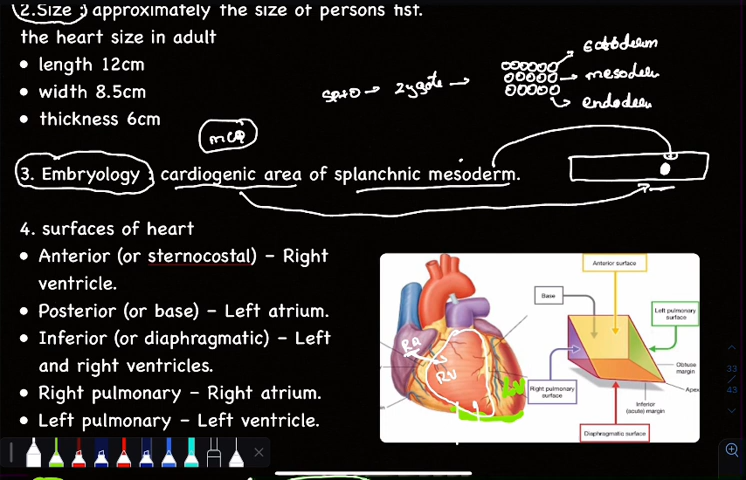 2.Size : approximately the size of persons fist.
the heart size in adult
• length 12cm
• width 8.5cm
• thickness 6cm
Zygote
mesoderm
endoderm
MCQ
3. Embryology : cardiogenic area of splanchnic mesoderm.
4. surfaces of heart
• Anterior (or sternocostal) – Right
ventricle.
• Posterior (or base) – Left atrium.
• Inferior (or diaphragmatic) – Left
and right ventricles.
• Right pulmonary – Right atrium.
• Left pulmonary – Left ventricle.
RA
RV
LV
Anterior surface
Base
Left pulmonary
surface
Right pulmonary
surface
Obtuse
margin
Apex
Inferior
(acute) margin
Diaphragmatic surface
33
43